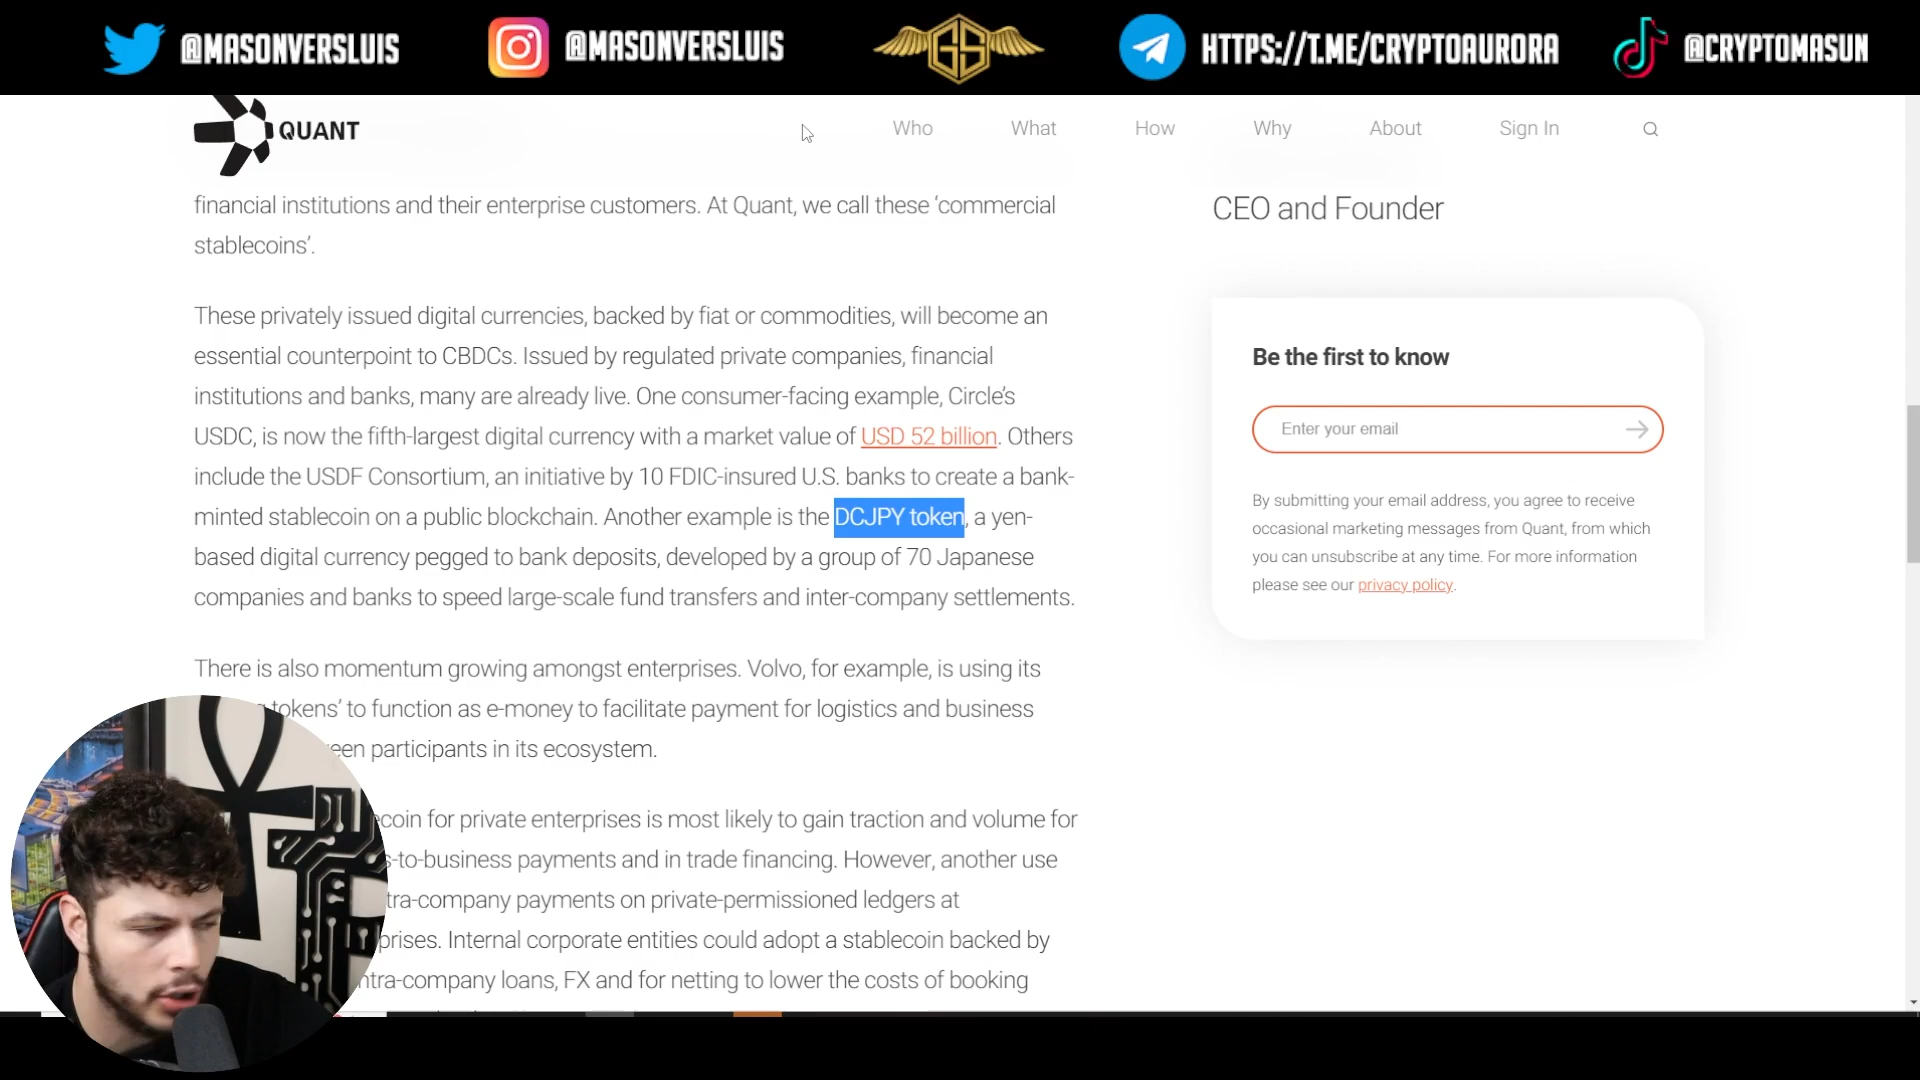 @MASONVERSLUIS
@MASONVERSLUIS
GS
HTTPS://T.ME/CRYPTOAURORA
@CRYPTOMASUN
QUANT
Who
What
How
Why
About
Sign In
financial institutions and their enterprise customers. At Quant, we call these ‘commercial
stablecoins’.
These privately issued digital currencies, backed by fiat or commodities, will become an
essential counterpoint to CBDCs. Issued by regulated private companies, financial
institutions and banks, many are already live. One consumer-facing example, Circle’s
USDC, is now the fifth-largest digital currency with a market value of USD 52 billion. Others
include the USDF Consortium, an initiative by 10 FDIC-insured U.S. banks to create a bank-
minted stablecoin on a public blockchain. Another example is the DCJPY token, a yen-
based digital currency pegged to bank deposits, developed by a group of 70 Japanese
companies and banks to speed large-scale fund transfers and inter-company settlements.
There is also momentum growing amongst enterprises. Volvo, for example, is using its
tokens’ to function as e-money to facilitate payment for logistics and business
een participants in its ecosystem.
ecoin for private enterprises is most likely to gain traction and volume for
s-to-business payments and in trade financing. However, another use
tra-company payments on private-permissioned ledgers at
prises. Internal corporate entities could adopt a stablecoin backed by
ntra-company loans, FX and for netting to lower the costs of booking
CEO and Founder
Be the first to know
Enter your email
By submitting your email address, you agree to receive
occasional marketing messages from Quant, from which
you can unsubscribe at any time. For more information
please see our privacy policy.